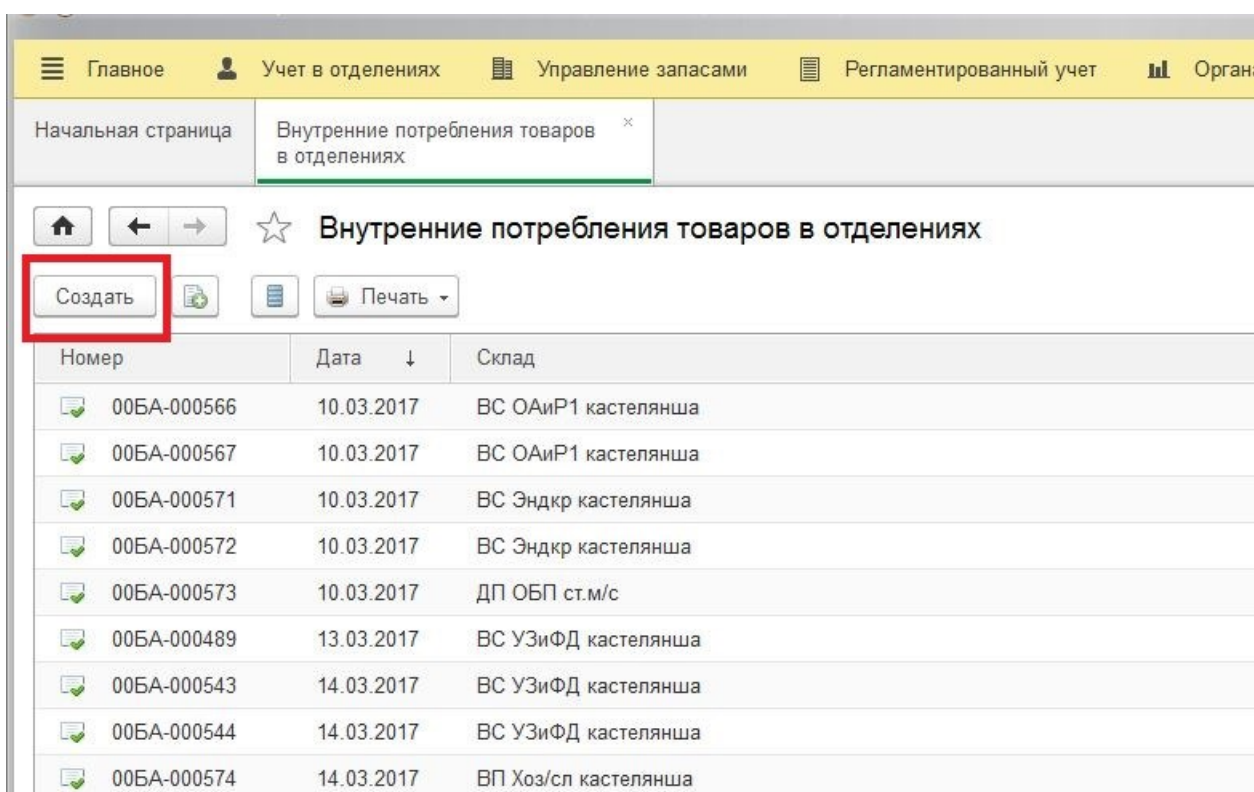 Главное Учет в отделениях Управление запасами Регламентированный учет Органи
Начальная страница Внутренние потребления товаров ×
в отделениях
Внутренние потребления товаров в отделениях
Создать Печать
Номер Дата ↓ Склад
00БА-000566 10.03.2017 ВС ОАиР1 кастелянша
00БА-000567 10.03.2017 ВС ОАиР1 кастелянша
00БА-000571 10.03.2017 ВС Эндкр кастелянша
00БА-000572 10.03.2017 ВС Эндкр кастелянша
00БА-000573 10.03.2017 ДП ОБП ст.м/с
00БА-000489 13.03.2017 ВС УЗиФД кастелянша
00БА-000543 14.03.2017 ВС УЗиФД кастелянша
00БА-000544 14.03.2017 ВС УЗиФД кастелянша
00БА-000574 14.03.2017 ВП Хоз/сл кастелянша